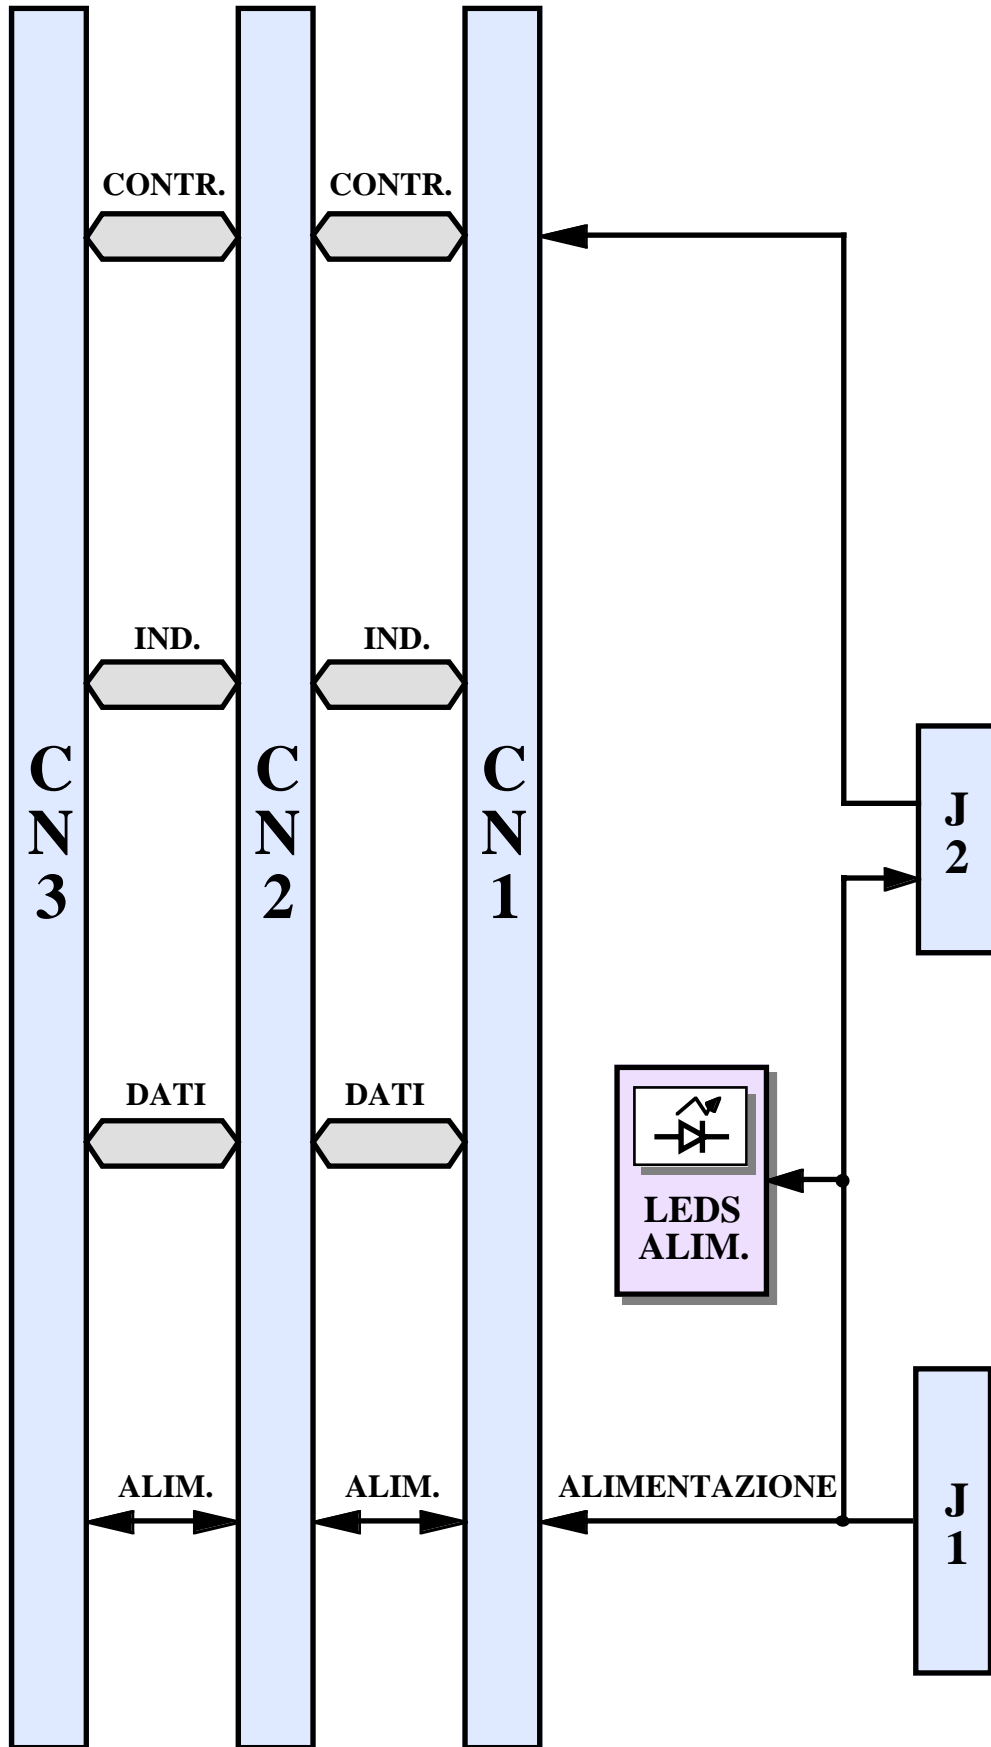 CONTR.
CONTR.
IND.
IND.
C
N
3
C
N
2
C
N
1
J
2
DATI
DATI
LEDS
ALIM.
ALIM.
ALIM.
ALIMENTAZIONE
J
1